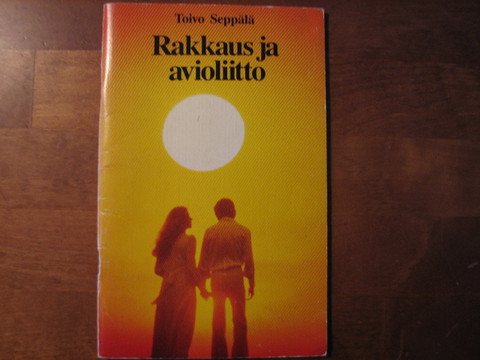 Toivo Seppälä
Rakkaus ja
avioliitto